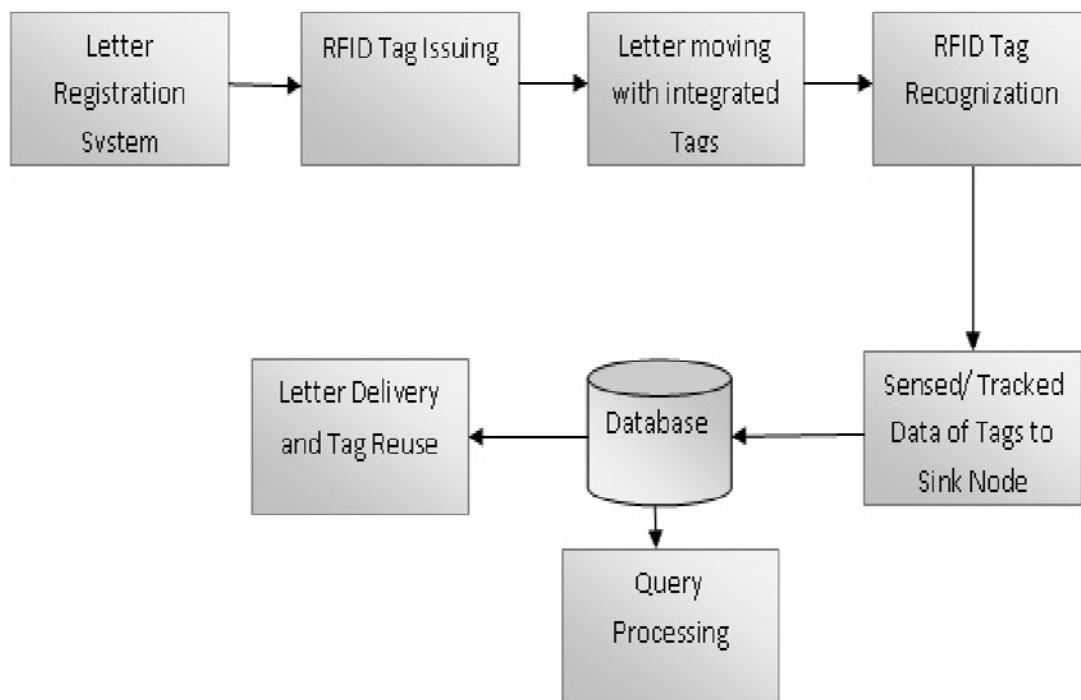 Letter
Registration
System
RFID Tag Issuing
Letter moving
with integrated
Tags
RFID Tag
Recognization
Sensed/ Tracked
Data of Tags to
Sink Node
Database
Letter Delivery
and Tag Reuse
Query
Processing